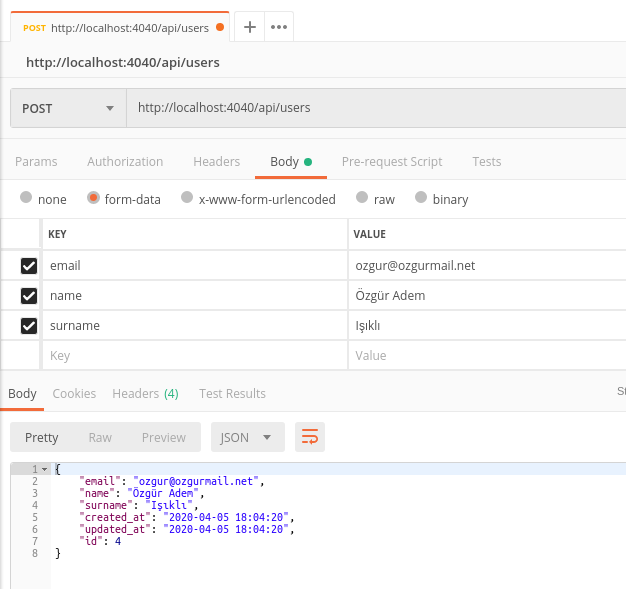 POST http://localhost:4040/api/users
http://localhost:4040/api/users
POST http://localhost:4040/api/users
Params Authorization Headers Body Pre-request Script Tests
none form-data x-www-form-urlencoded raw binary
KEY VALUE
email ozgur@ozgurmail.net
name Özgür Adem
surname Işıklı
Key Value
Body Cookies Headers (4) Test Results
Pretty Raw Preview JSON
1 {
2 "email": "ozgur@ozgurmail.net",
3 "name": "Özgür Adem",
4 "surname": "Işıklı",
5 "created_at": "2020-04-05 18:04:20",
6 "updated_at": "2020-04-05 18:04:20",
7 "id": 4
8 }